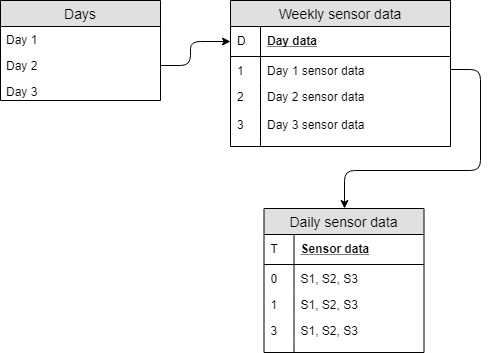 Days
Day 1
Day 2
Day 3
Weekly sensor data
D Day data
1 Day 1 sensor data
2 Day 2 sensor data
3 Day 3 sensor data
Daily sensor data
T Sensor data
0 S1, S2, S3
1 S1, S2, S3
3 S1, S2, S3